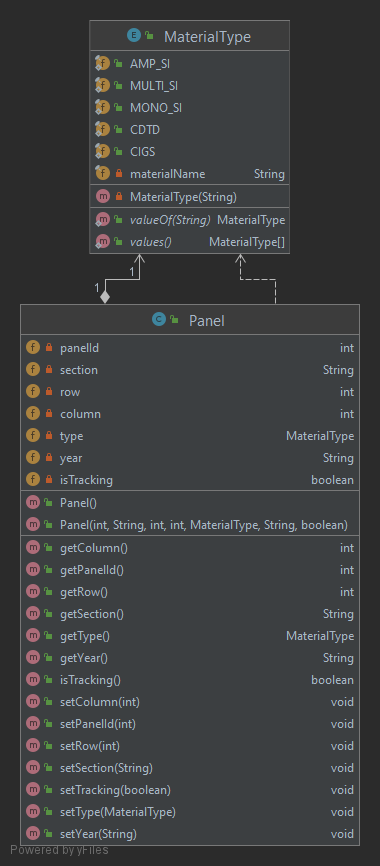 E MaterialType
f AMP_SI
f MULTI_SI
f MONO_SI
f CDTD
f CIGS
f materialName String
m MaterialType(String)
m valueOf(String) MaterialType
m values() MaterialType[]
1
1
C Panel
f panelId int
f section String
f row int
f column int
f type MaterialType
f year String
f isTracking boolean
m Panel()
m Panel(int, String, int, int, MaterialType, String, boolean)
m getColumn() int
m getPanelId() int
m getRow() int
m getSection() String
m getType() MaterialType
m getYear() String
m isTracking() boolean
m setColumn(int) void
m setPanelId(int) void
m setRow(int) void
m setSection(String) void
m setTracking(boolean) void
m setType(MaterialType) void
m setYear(String) void
Powered by yFiles